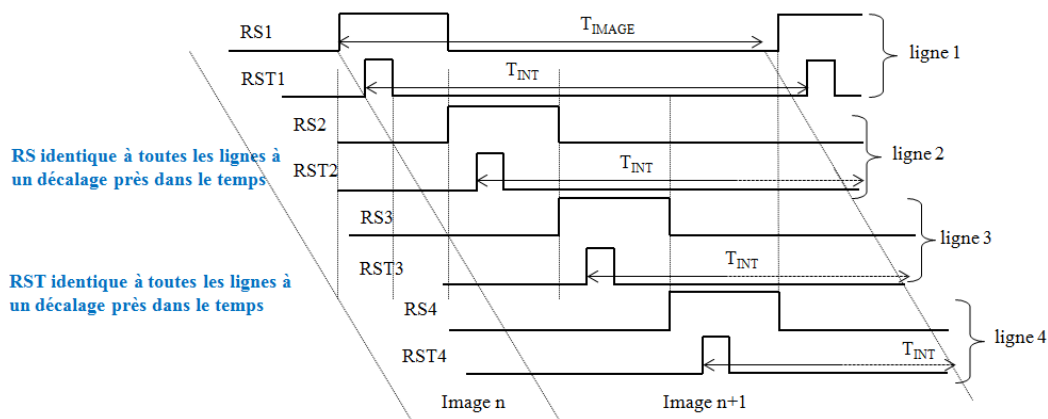 RS1
T_IMAGE
ligne 1
RST1
T_INT
RS2
RS identique à toutes les lignes à
un décalage près dans le temps
ligne 2
RST2
T_INT
RS3
ligne 3
RST3
T_INT
RST identique à toutes les lignes à
un décalage près dans le temps
RS4
ligne 4
RST4
T_INT
Image n
Image n+1